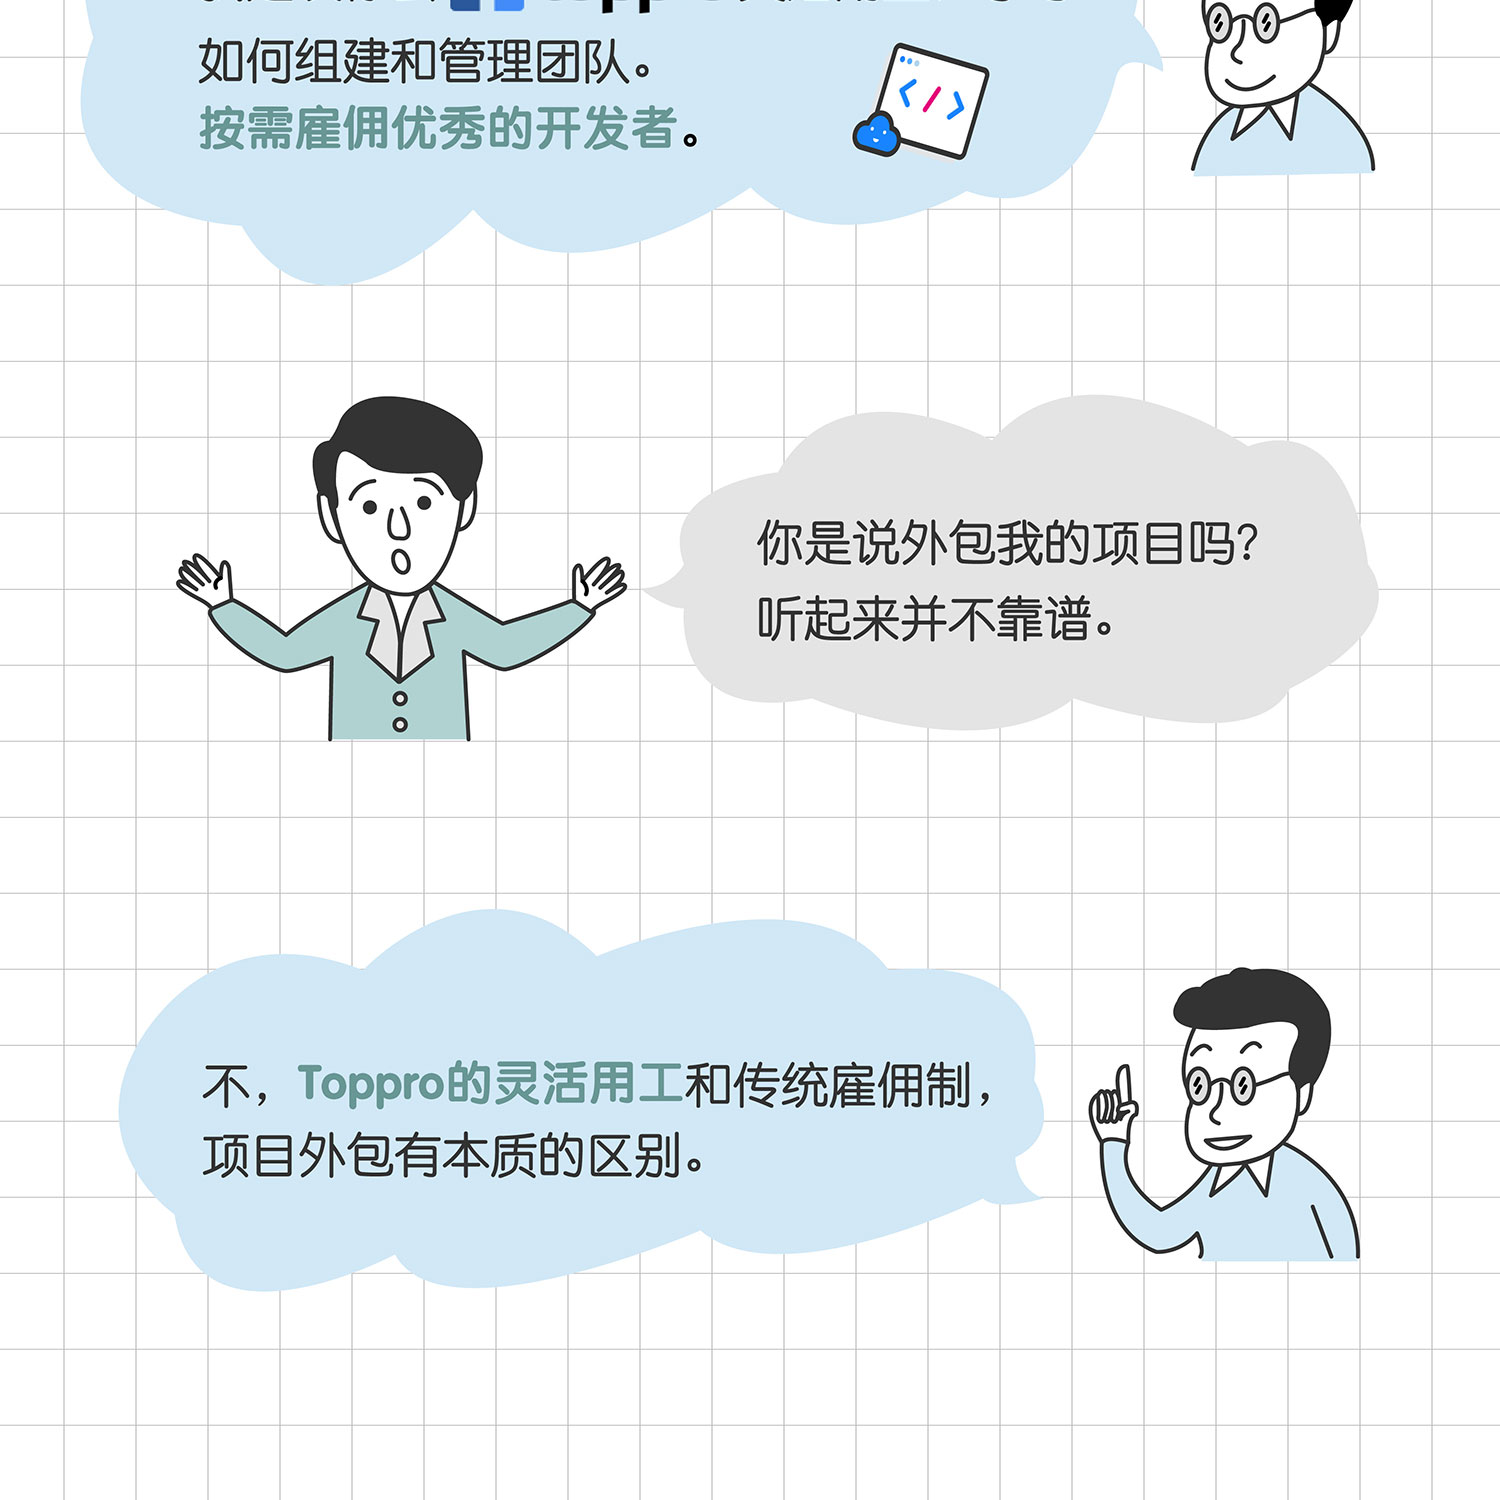 如何组建和管理团队。
按需雇佣优秀的开发者。
你是说外包我的项目吗?
听起来并不靠谱。
不，Toppro的灵活用工和传统雇佣制，
项目外包有本质的区别。